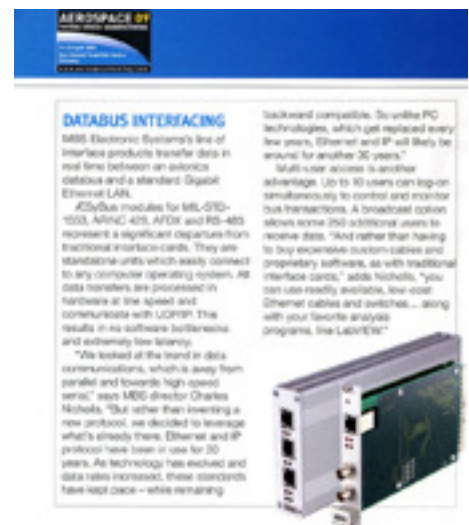 AEROSPACE 09
DATABUS INTERFACING
MBS Electronic Systems's line of
interface products transfer data in
real time between an avionics
databus and a standard Gigabit
Ethernet LAN.
ÆSyBus modules for MIL-STD-
1553, ARINC 429, AFDX and RS-485
represent a significant departure from
traditional interface cards. They are
standalone units which easily connect
to any computer operating system. All
data transfers are processed in
hardware at line speed and
communicate with UDP/IP. This
results in no software bottlenecks
and extremely low latency.
"We looked at the trend in data
communications, which is away from
parallel and towards high-speed
serial," says MBS director Charles
Nicholls. "But rather than inventing a
new protocol, we decided to leverage
what's already there. Ethernet and IP
protocol have been in use for 30
years. As technology has evolved and
data rates increased, these standards
have kept pace – while remaining
backward compatible. So unlike PC
technologies, which get replaced every
few years, Ethernet and IP will likely be
around for another 30 years."
Multi-user access is another
advantage. Up to 10 users can log-on
simultaneously to control and monitor
bus transactions. A broadcast option
allows some 250 additional users to
receive data. "And rather than having
to buy expensive custom cables and
proprietary software, as with traditional
interface cards," adds Nicholls, "you
can use readily available, low-cost
Ethernet cables and switches... along
with your favorite analysis
programs, like LabVIEW."